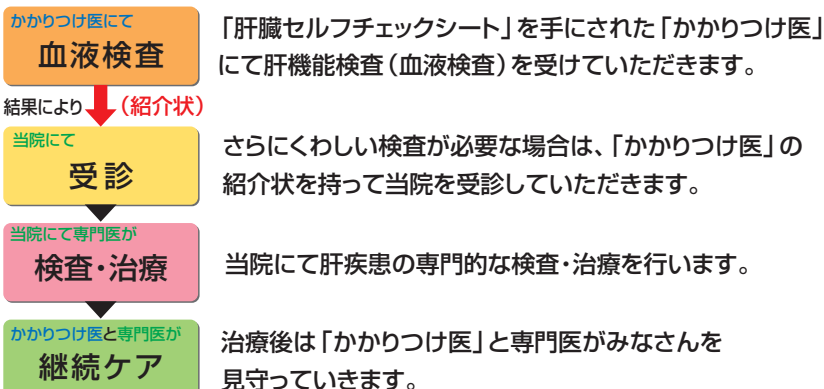 かかりつけ医にて
血液検査
「肝臓セルフチェックシート」を手にされた「かかりつけ医」
にて肝機能検査(血液検査)を受けていただきます。
結果により (紹介状)
当院にて
受診
さらにくわしい検査が必要な場合は、「かかりつけ医」の
紹介状を持って当院を受診していただきます。
当院にて専門医が
検査・治療
当院にて肝疾患の専門的な検査・治療を行います。
かかりつけ医と専門医が
継続ケア
治療後は「かかりつけ医」と専門医がみなさんを
見守っていきます。